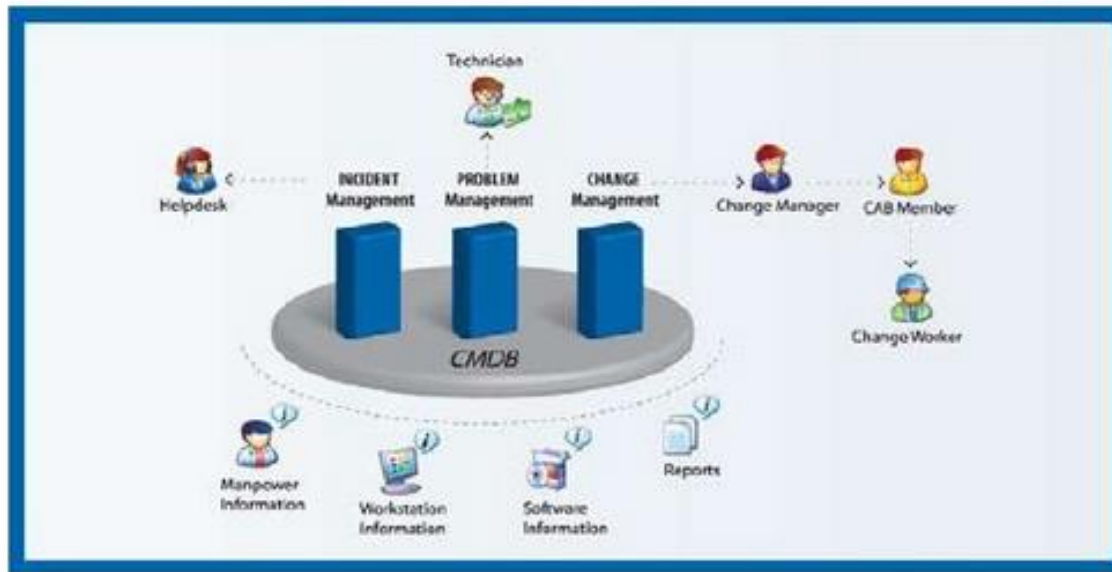 Technician
Helpdesk
INCIDENT
Management
PROBLEM
Management
CHANGE
Management
Change Manager
CAB Member
Change Worker
CMDB
Manpower
Information
Workstation
Information
Software
Information
Reports